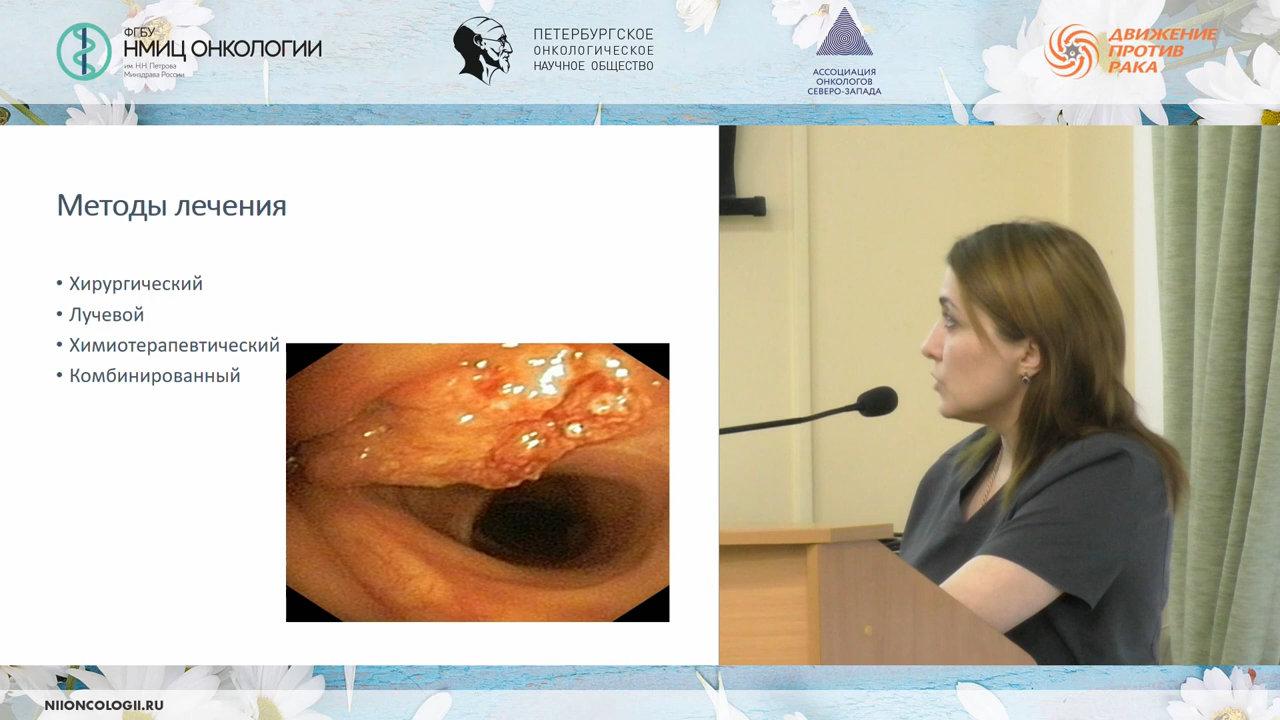 ФГБУ
НМИЦ ОНКОЛОГИИ
им. Н.Н. Петрова
Минздрава России
ПЕТЕРБУРГСКОЕ
ОНКОЛОГИЧЕСКОЕ
НАУЧНОЕ ОБЩЕСТВО
АССОЦИАЦИЯ
ОНКОЛОГОВ
СЕВЕРО-ЗАПАДА
ДВИЖЕНИЕ
ПРОТИВ
РАКА
Методы лечения
• Хирургический
• Лучевой
• Химиотерапевтический
• Комбинированный
NIIONCOLOGII.RU